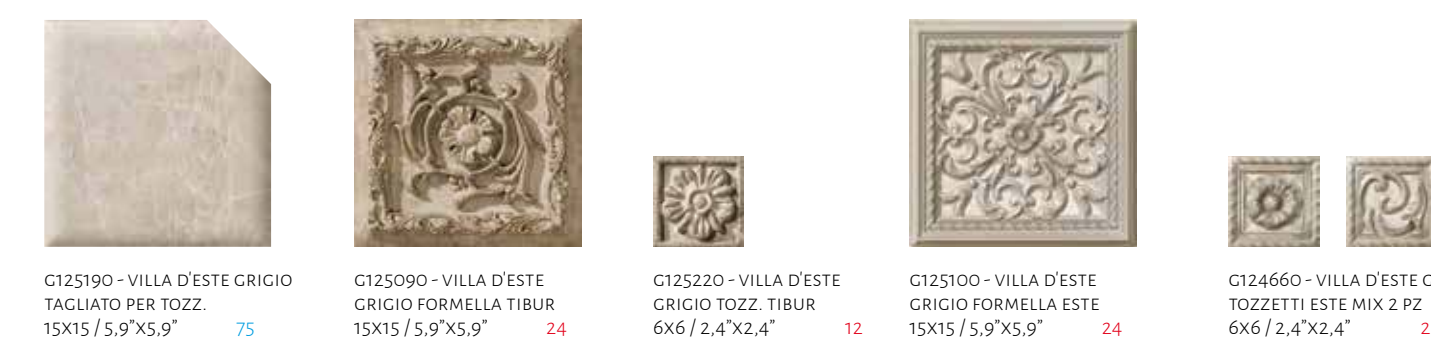 G125190 - VILLA D'ESTE GRIGIO
TAGLIATO PER TOZZ.
15X15 / 5,9”X5,9” 75
G125090 - VILLA D'ESTE
GRIGIO FORMELLA TIBUR
15X15 / 5,9”X5,9” 24
G125220 - VILLA D'ESTE
GRIGIO TOZZ. TIBUR
6X6 / 2,4”X2,4” 12
G125100 - VILLA D'ESTE
GRIGIO FORMELLA ESTE
15X15 / 5,9”X5,9” 24
G124660 - VILLA D'ESTE G
TOZZETTI ESTE MIX 2 PZ
6X6 / 2,4”X2,4” 2